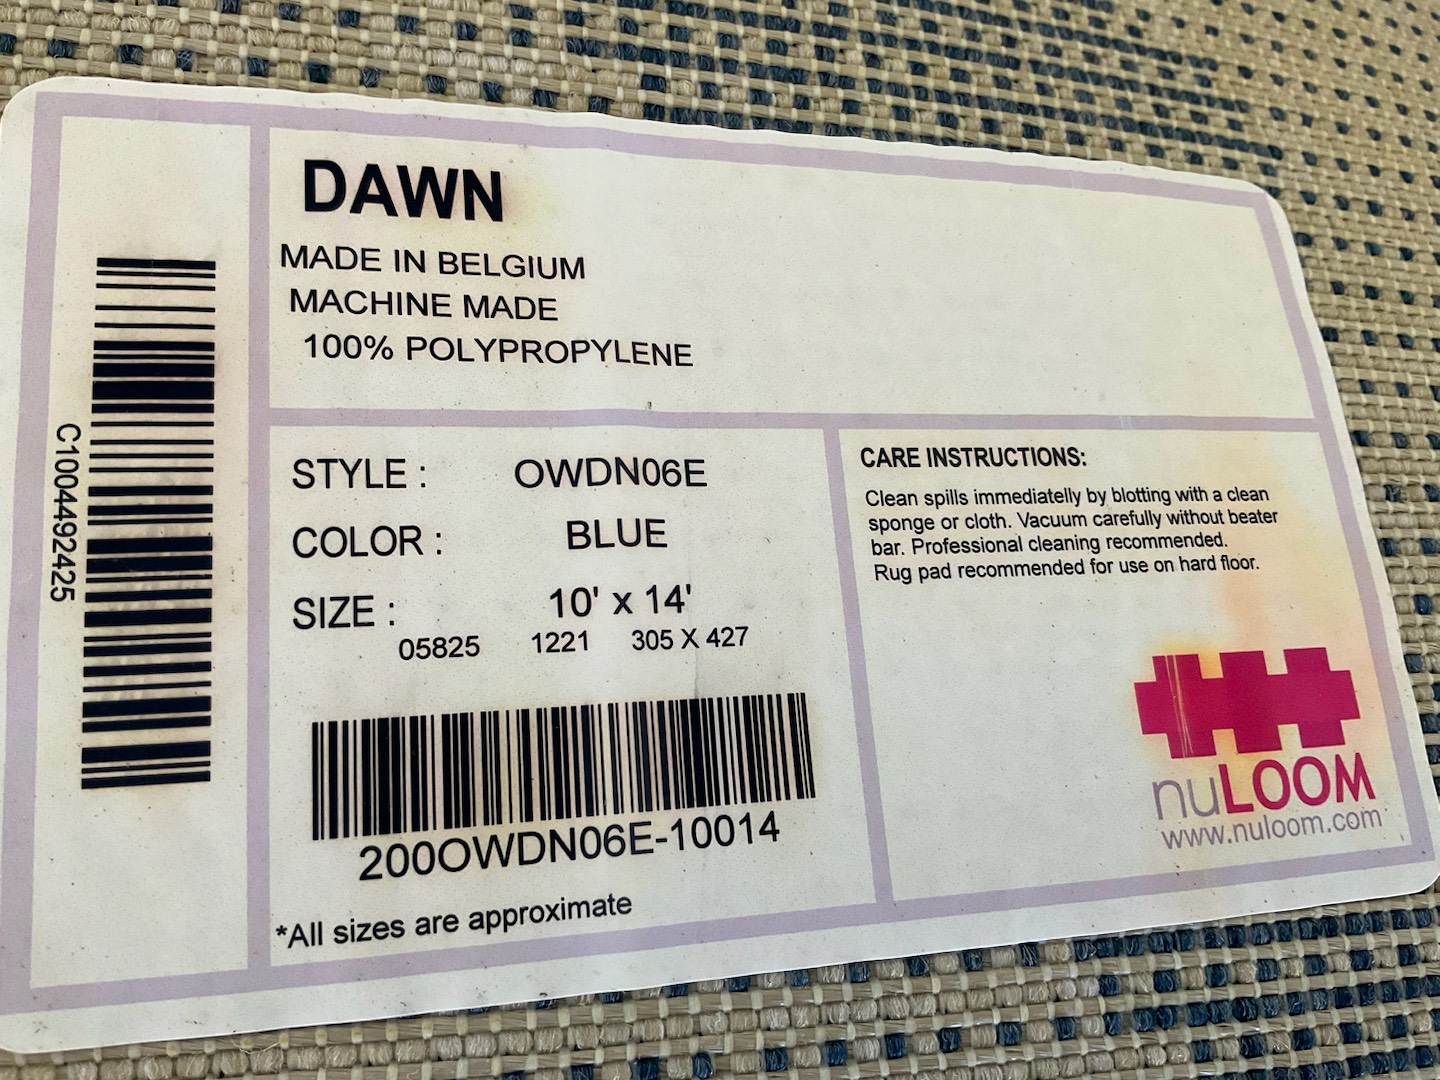 C1004492425
DAWN
MADE IN BELGIUM
MACHINE MADE
100% POLYPROPYLENE
STYLE : OWDN06E
COLOR : BLUE
SIZE : 10' x 14'
05825 1221 305 X 427
200OWDN06E-10014
*All sizes are approximate
CARE INSTRUCTIONS:
Clean spills immediatelly by blotting with a clean
sponge or cloth. Vacuum carefully without beater
bar. Professional cleaning recommended.
Rug pad recommended for use on hard floor.
nuLOOM
www.nuloom.com